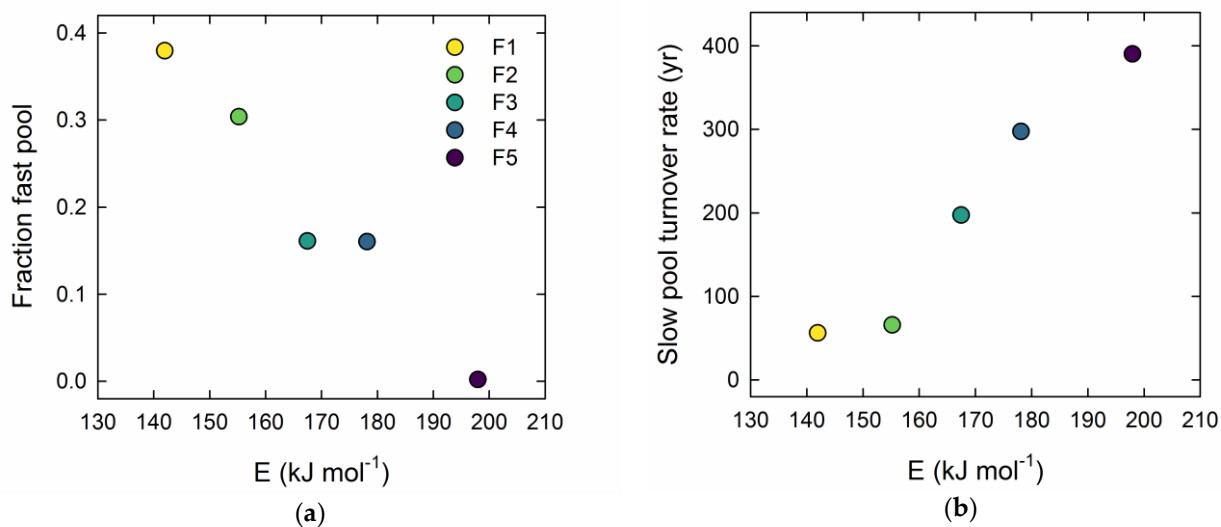 0.4
0.3
0.2
0.1
0.0
Fraction fast pool
F1
F2
F3
F4
F5
130 140 150 160 170 180 190 200 210
E (kJ mol⁻¹)
(a)
400
300
200
100
0
Slow pool turnover rate (yr)
130 140 150 160 170 180 190 200 210
E (kJ mol⁻¹)
(b)